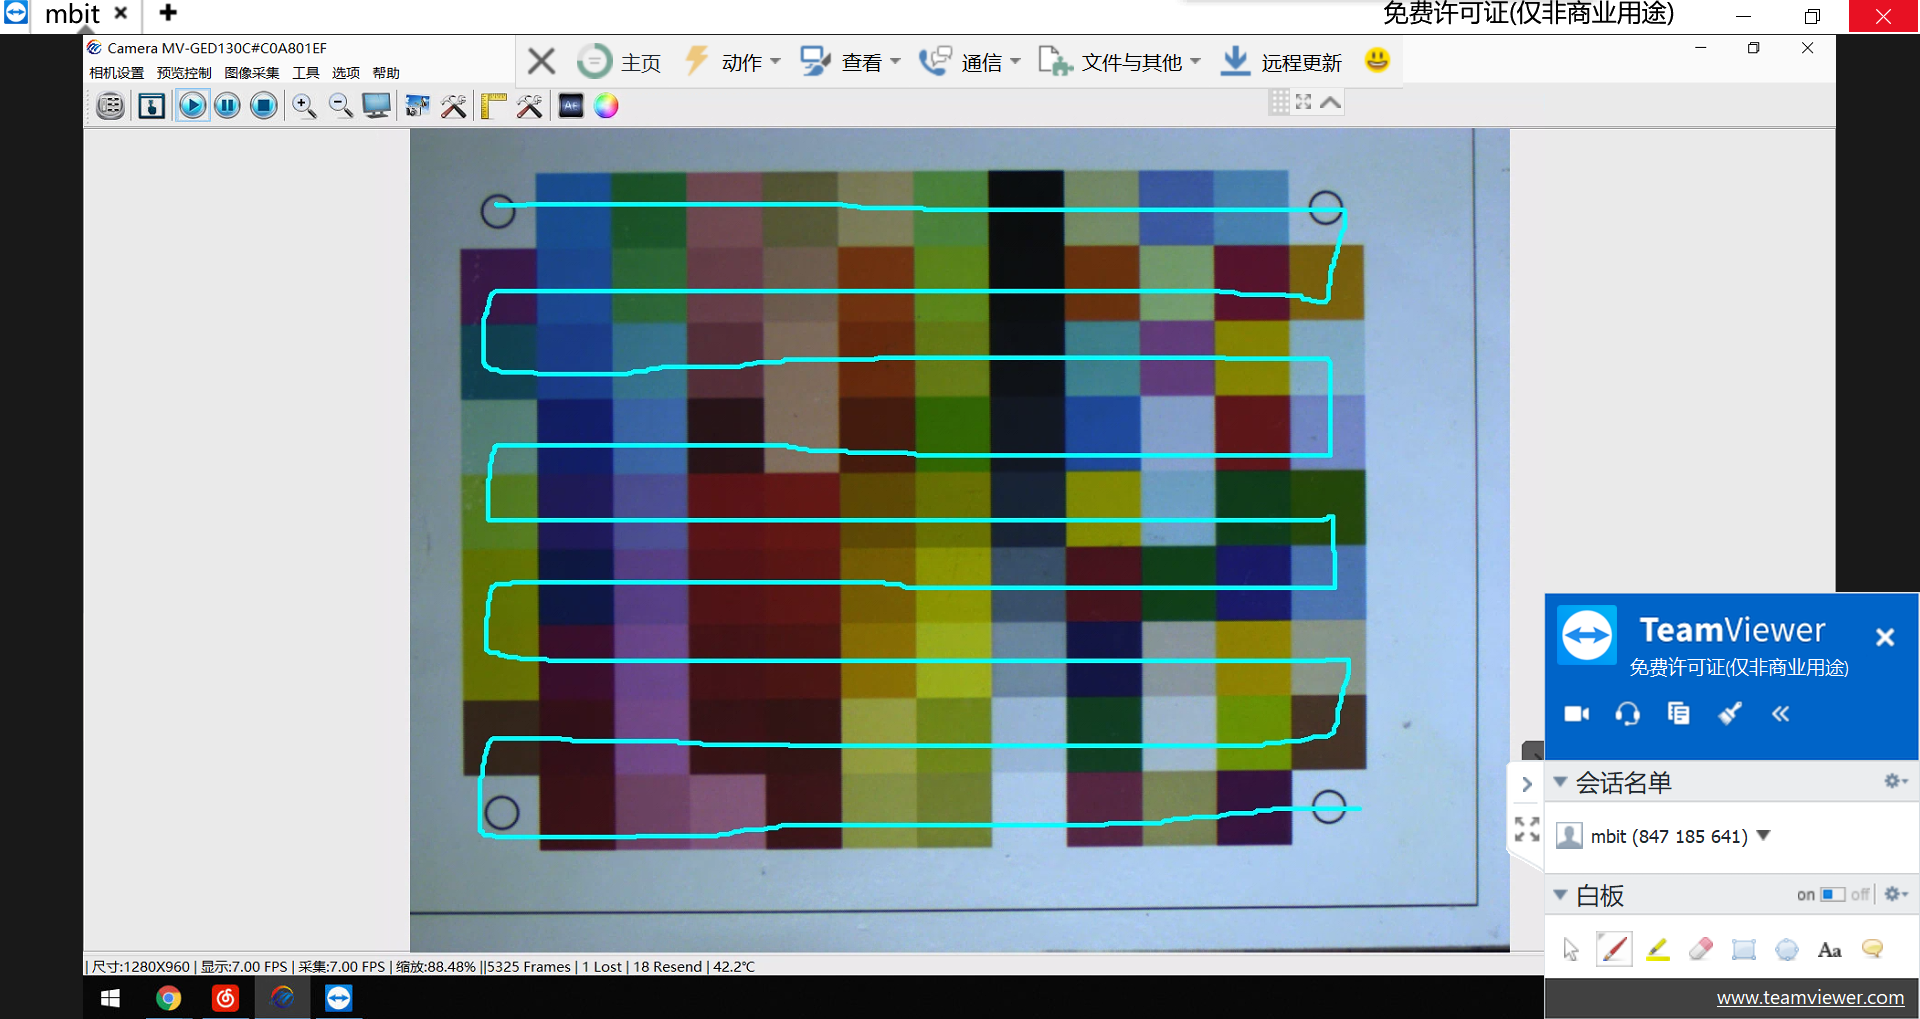 mbit
免费许可证(仅非商业用途)
Camera MV-GED130C#C0A801EF
相机设置 预览控制 图像采集 工具 选项 帮助
主页 动作 查看 通信 文件与其他 远程更新
AE
TeamViewer
免费许可证(仅非商业用途)
会话名单
mbit (847 185 641)
白板 on off
Aa
| 尺寸:1280X960 | 显示:7.00 FPS | 采集:7.00 FPS | 缩放:88.48% ||5325 Frames | 1 Lost | 18 Resend | 42.2℃
www.teamviewer.com